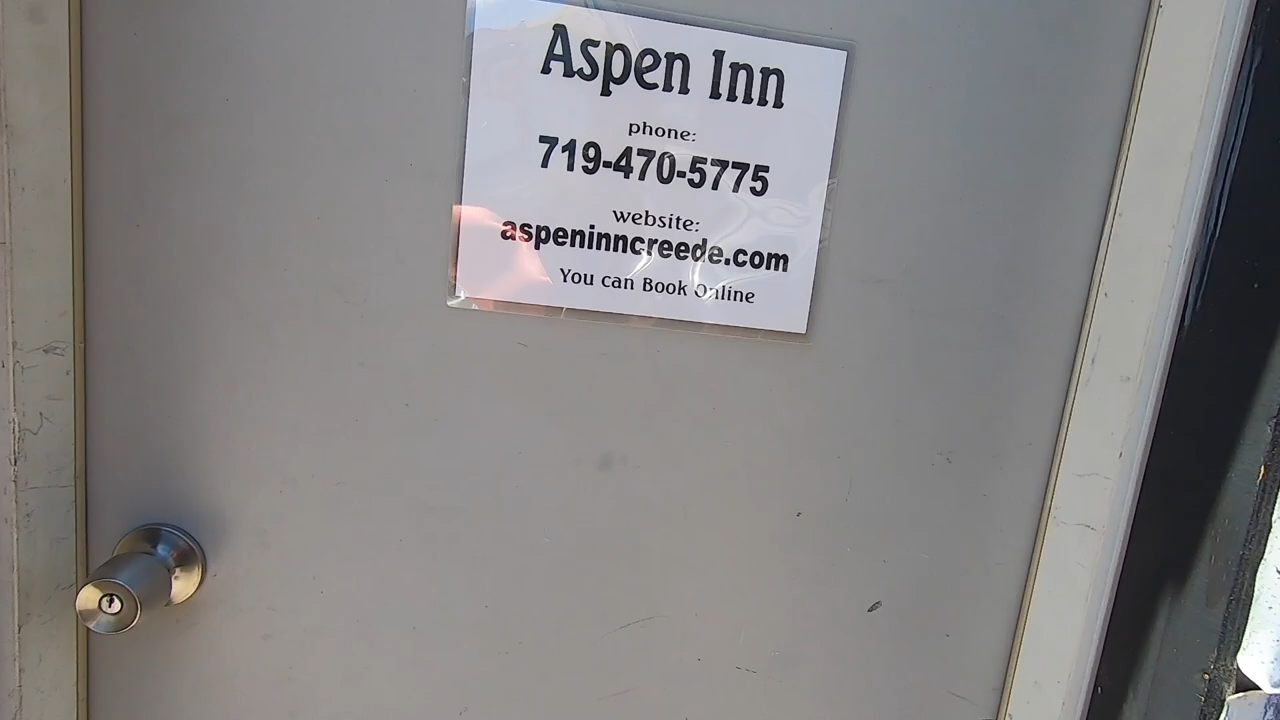 Aspen Inn
phone:
719-470-5775
website:
aspeninncreede.com
You can Book Online